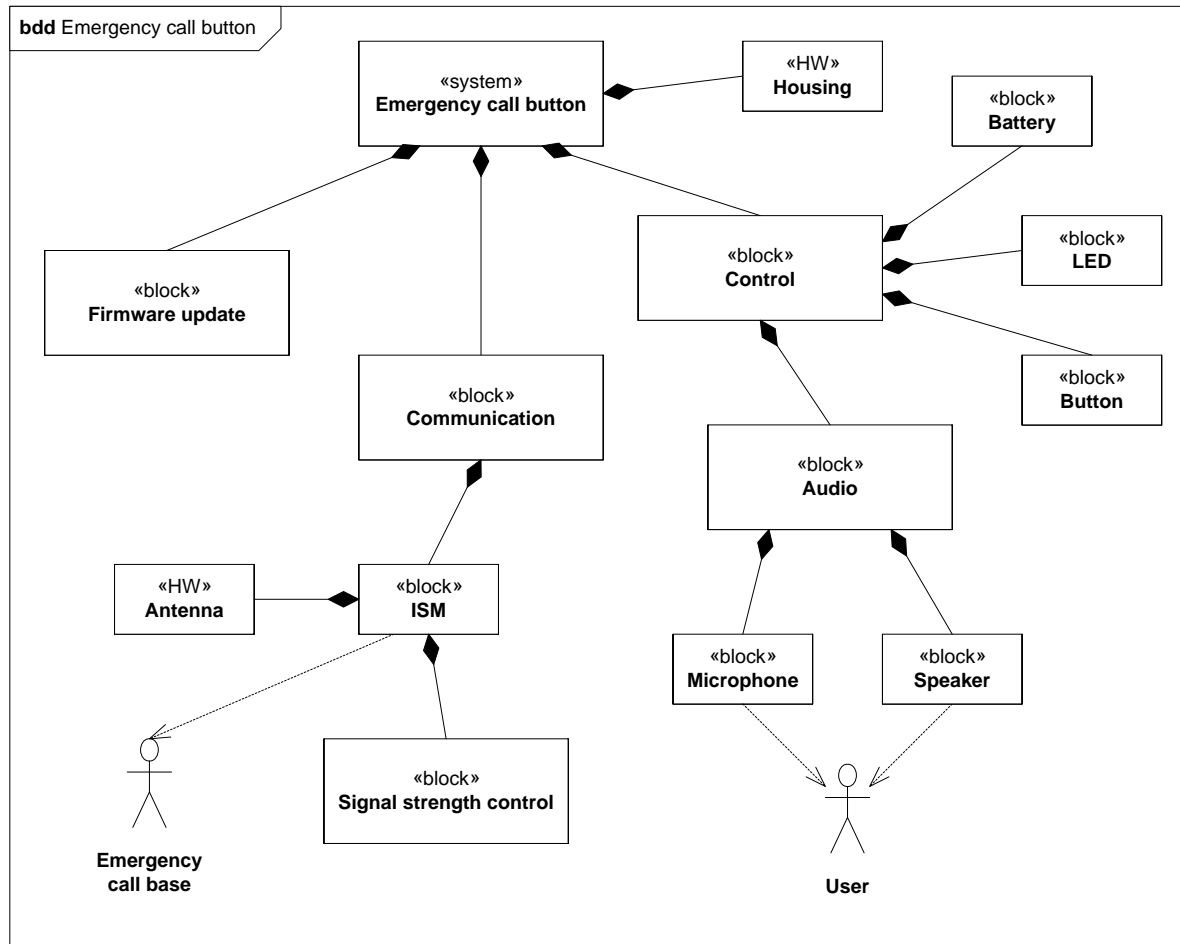 bdd Emergency call button
«system»
Emergency call button
«HW»
Housing
«block»
Battery
«block»
Control
«block»
LED
«block»
Firmware update
«block»
Communication
«block»
Button
«block»
Audio
«HW»
Antenna
«block»
ISM
«block»
Microphone
«block»
Speaker
«block»
Signal strength control
Emergency
call base
User